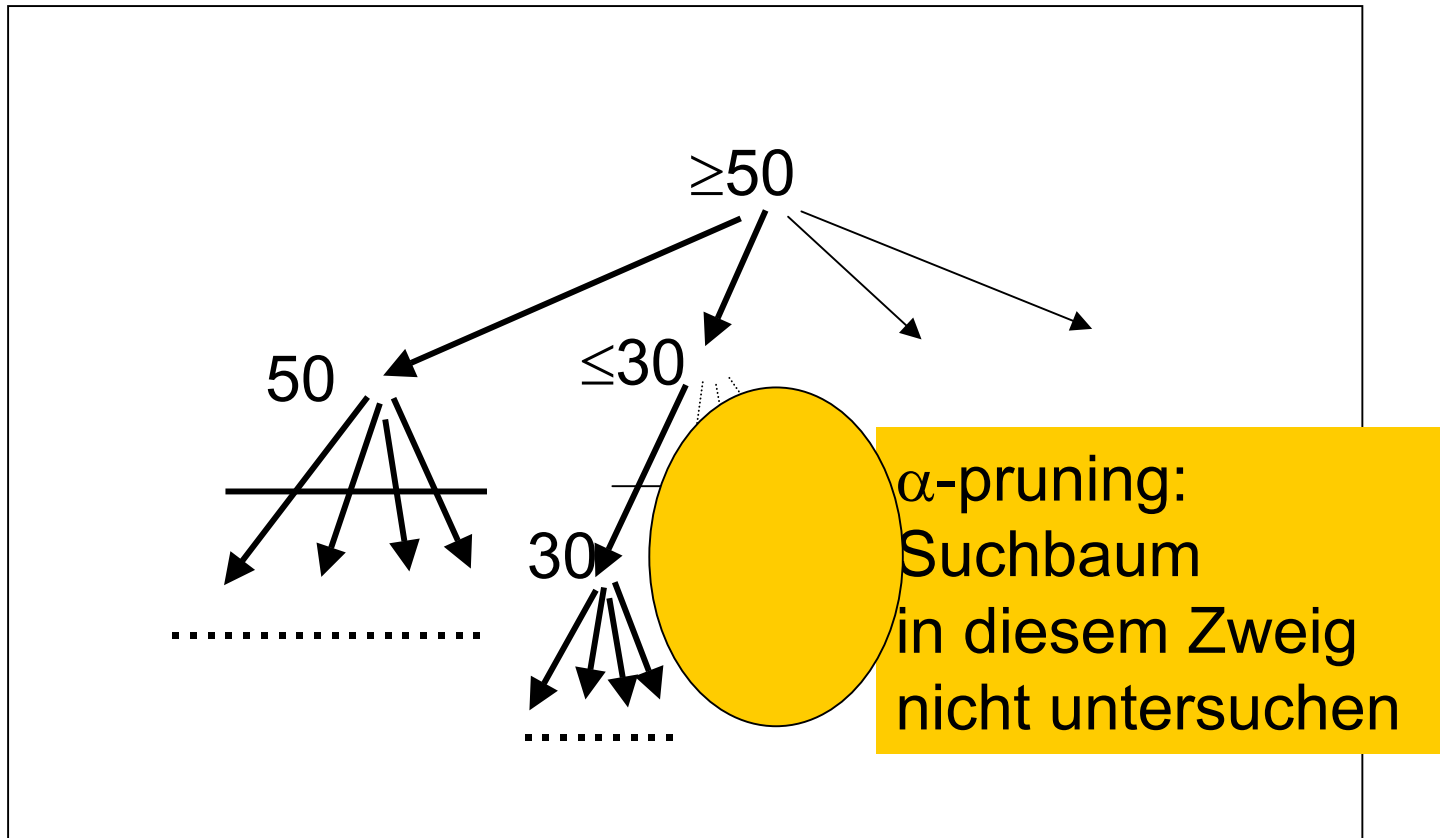 ≥50
50
≤30
30
α-pruning:
Suchbaum
in diesem Zweig
nicht untersuchen